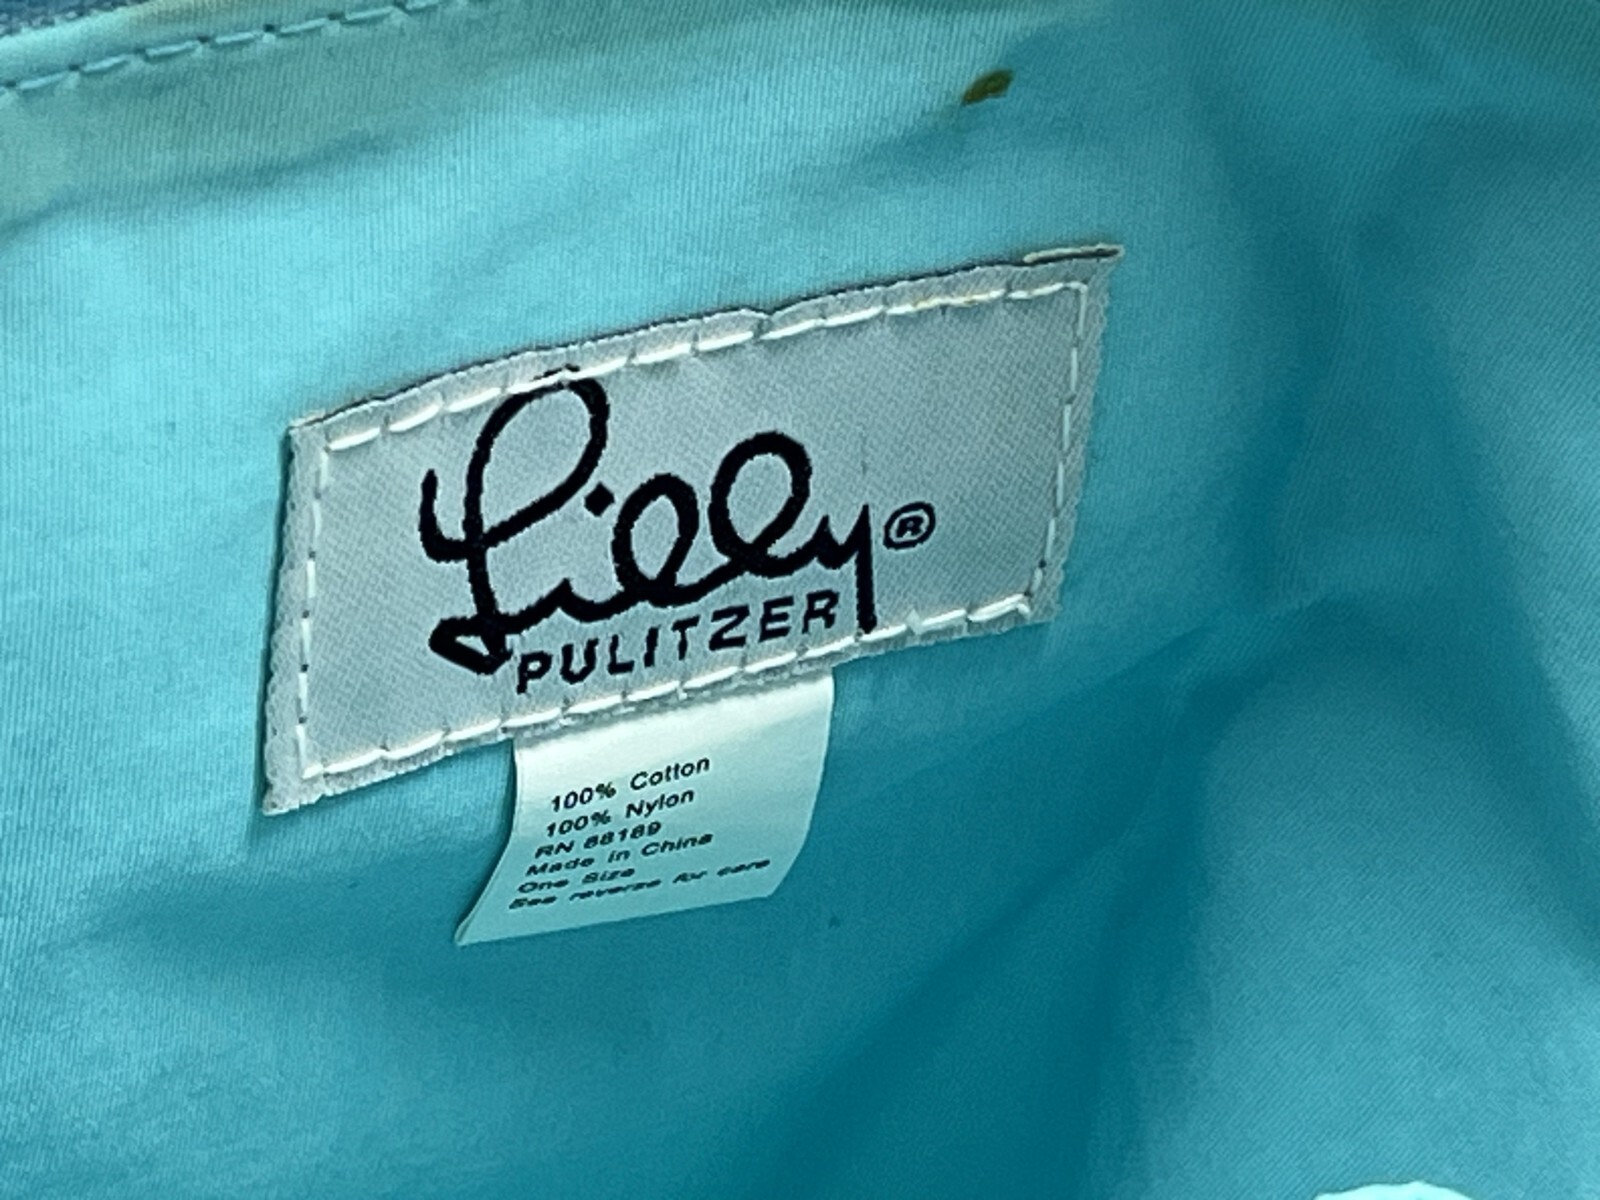 Lilly®
PULITZER
100% Cotton
100% Nylon
RN 88189
Made in China
One Size
See reverse for care